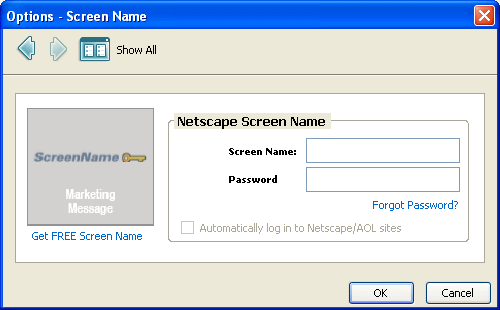 Options - Screen Name
Show All
ScreenName
Marketing
Message
Get FREE Screen Name
Netscape Screen Name
Screen Name:
Password
Forgot Password?
Automatically log in to Netscape/AOL sites
OK
Cancel